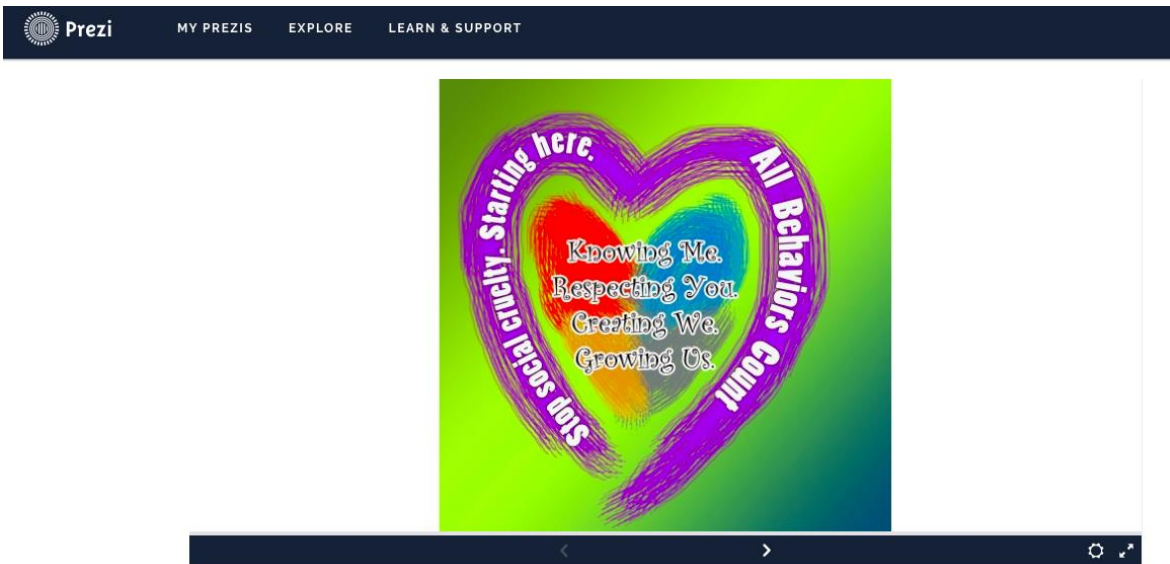 Prezi MY PREZIS EXPLORE LEARN & SUPPORT
Stop social cruelty. Starting here.
All Behaviors Count
Knowing Me.
Respecting You.
Creating We.
Growing Us.